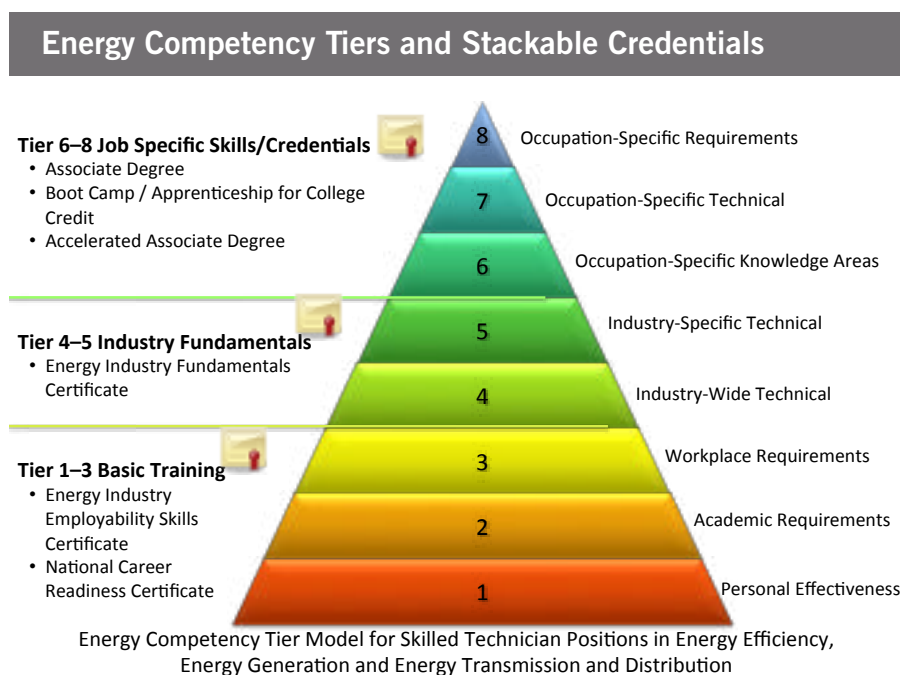 Energy Competency Tiers and Stackable Credentials
Tier 6–8 Job Specific Skills/Credentials
• Associate Degree
• Boot Camp / Apprenticeship for College
Credit
• Accelerated Associate Degree
Tier 4–5 Industry Fundamentals
• Energy Industry Fundamentals
Certificate
Tier 1–3 Basic Training
• Energy Industry
Employability Skills
Certificate
• National Career
Readiness Certificate
8 Occupation-Specific Requirements
7 Occupation-Specific Technical
6 Occupation-Specific Knowledge Areas
5 Industry-Specific Technical
4 Industry-Wide Technical
3 Workplace Requirements
2 Academic Requirements
1 Personal Effectiveness
Energy Competency Tier Model for Skilled Technician Positions in Energy Efficiency,
Energy Generation and Energy Transmission and Distribution